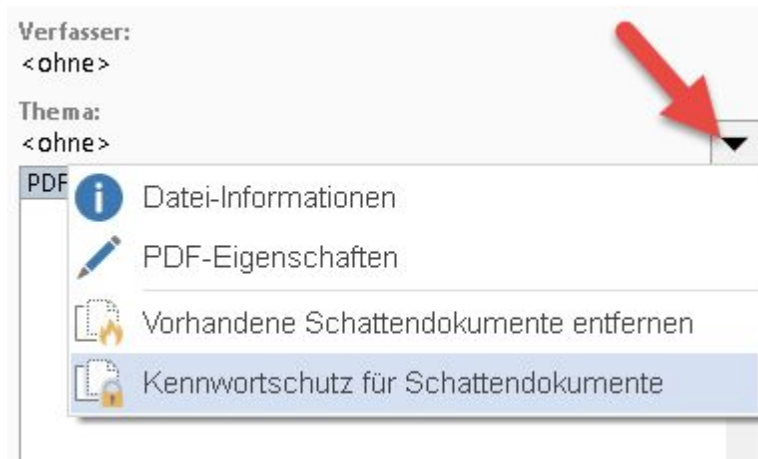 Verfasser:
<ohne>
Thema:
<ohne>
PDF
Datei-Informationen
PDF-Eigenschaften
Vorhandene Schattendokumente entfernen
Kennwortschutz für Schattendokumente